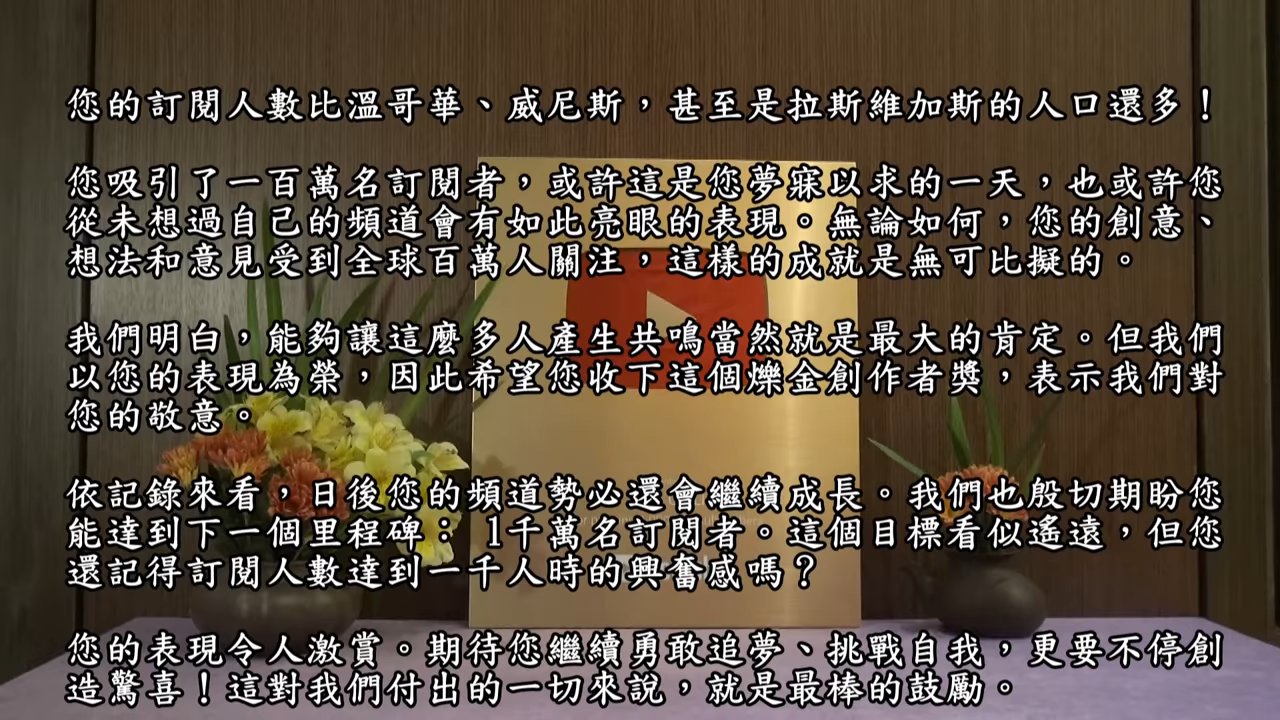 您的訂閱人數比溫哥華、威尼斯，甚至是拉斯維加斯的人口還多！
您吸引了一百萬名訂閱者，或許這是您夢寐以求的一天，也或許您
從未想過自己的頻道會有如此亮眼的表現。無論如何，您的創意、
想法和意見受到全球百萬人關注，這樣的成就是無可比擬的。
我們明白，能夠讓這麼多人產生共鳴當然就是最大的肯定。但我們
以您的表現為榮，因此希望您收下這個爍金創作者獎，表示我們對
您的敬意。
依記錄來看，日後您的頻道勢必還會繼續成長。我們也殷切期盼您
能達到下一個里程碑： 1千萬名訂閱者。這個目標看似遙遠，但您
還記得訂閱人數達到一千人時的興奮感嗎？
您的表現令人激賞。期待您繼續勇敢追夢、挑戰自我，更要不停創
造驚喜！這對我們付出的一切來說，就是最棒的鼓勵。